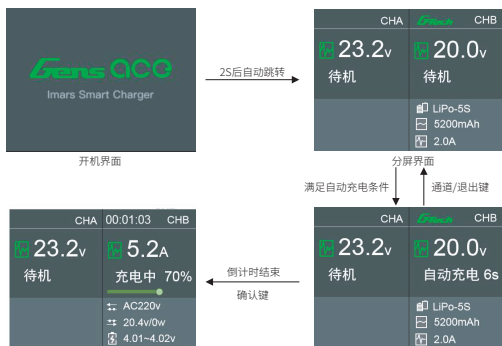 Gens ace
Imars Smart Charger
开机界面
2S后自动跳转
CHA GTech CHB
23.2v 20.0v
待机 待机
LiPo-5S
5200mAh
2.0A
分屏界面
满足自动充电条件 通道/退出键
CHA 00:01:03 CHB
23.2v 5.2A
待机 充电中 70%
AC220v
20.4v/0w
4.01~4.02v
倒计时结束
确认键
CHA GTech CHB
23.2v 20.0v
待机 自动充电 6s
LiPo-5S
5200mAh
2.0A